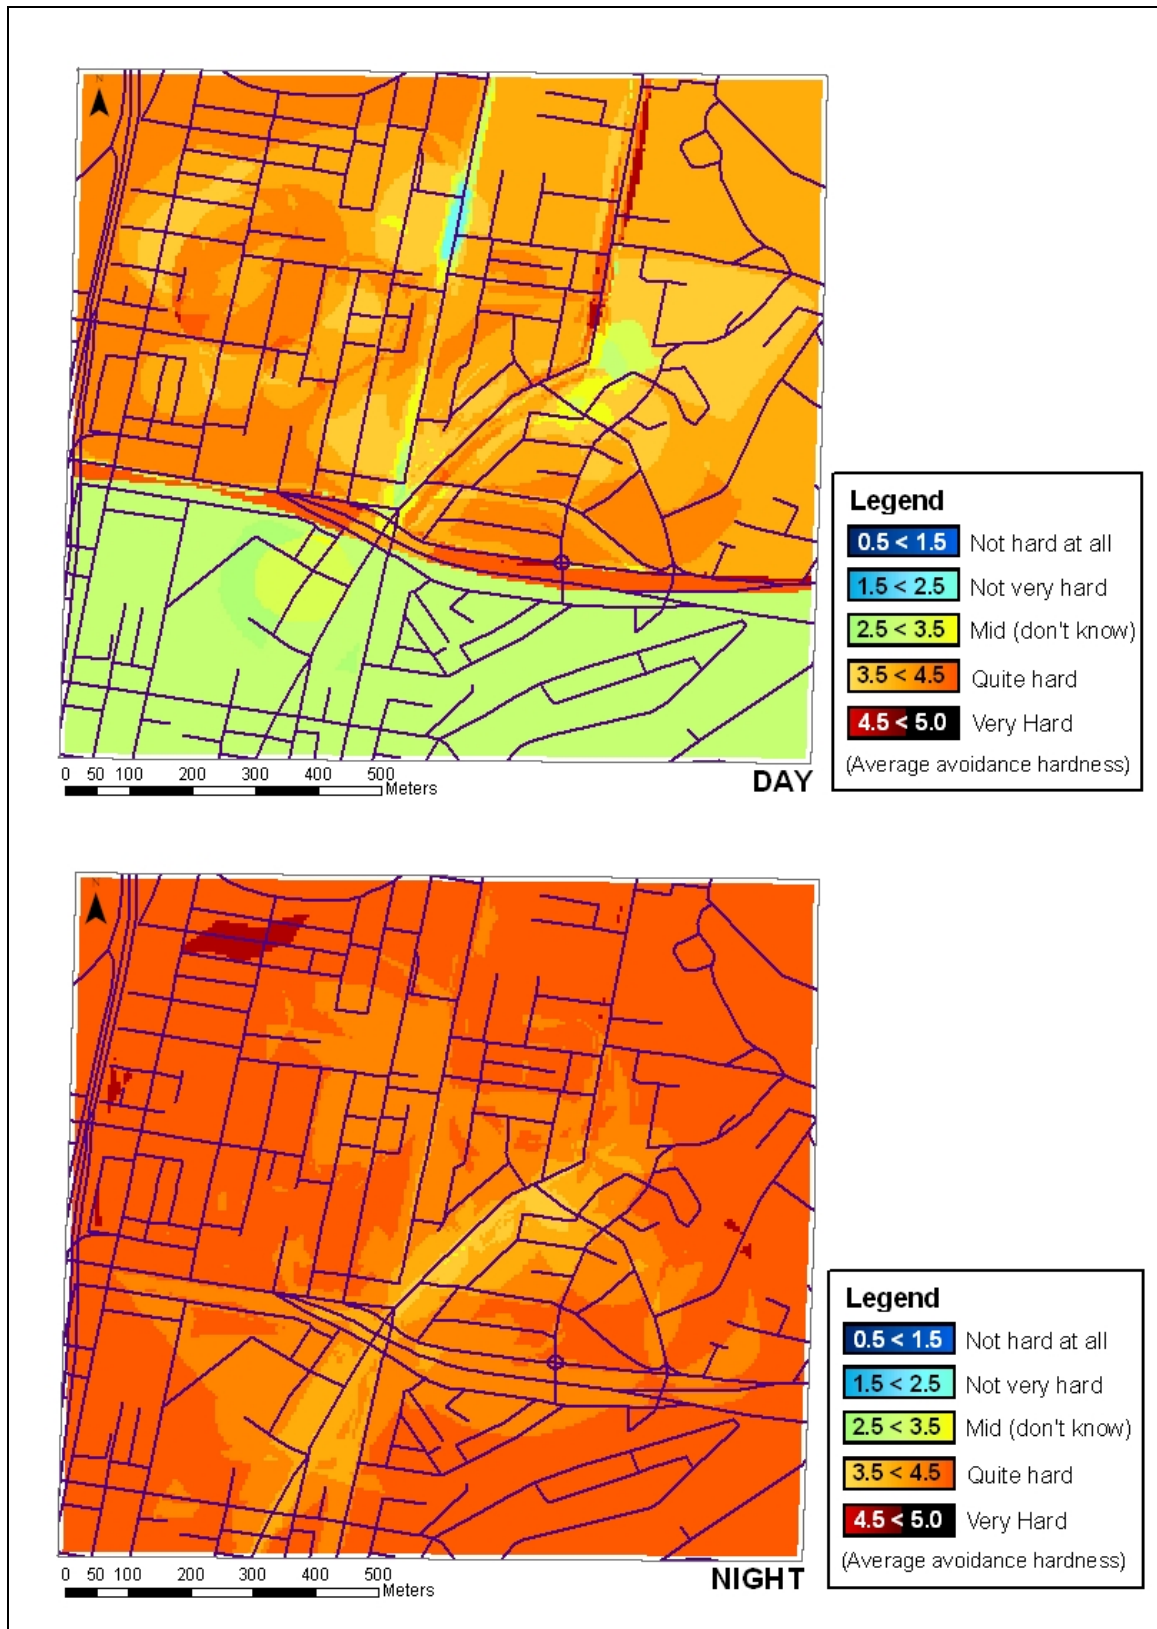 N
Legend
0.5 < 1.5 Not hard at all
1.5 < 2.5 Not very hard
2.5 < 3.5 Mid (don't know)
3.5 < 4.5 Quite hard
4.5 < 5.0 Very Hard
(Average avoidance hardness)
0 50 100 200 300 400 500
Meters
DAY
N
Legend
0.5 < 1.5 Not hard at all
1.5 < 2.5 Not very hard
2.5 < 3.5 Mid (don't know)
3.5 < 4.5 Quite hard
4.5 < 5.0 Very Hard
(Average avoidance hardness)
0 50 100 200 300 400 500
Meters
NIGHT